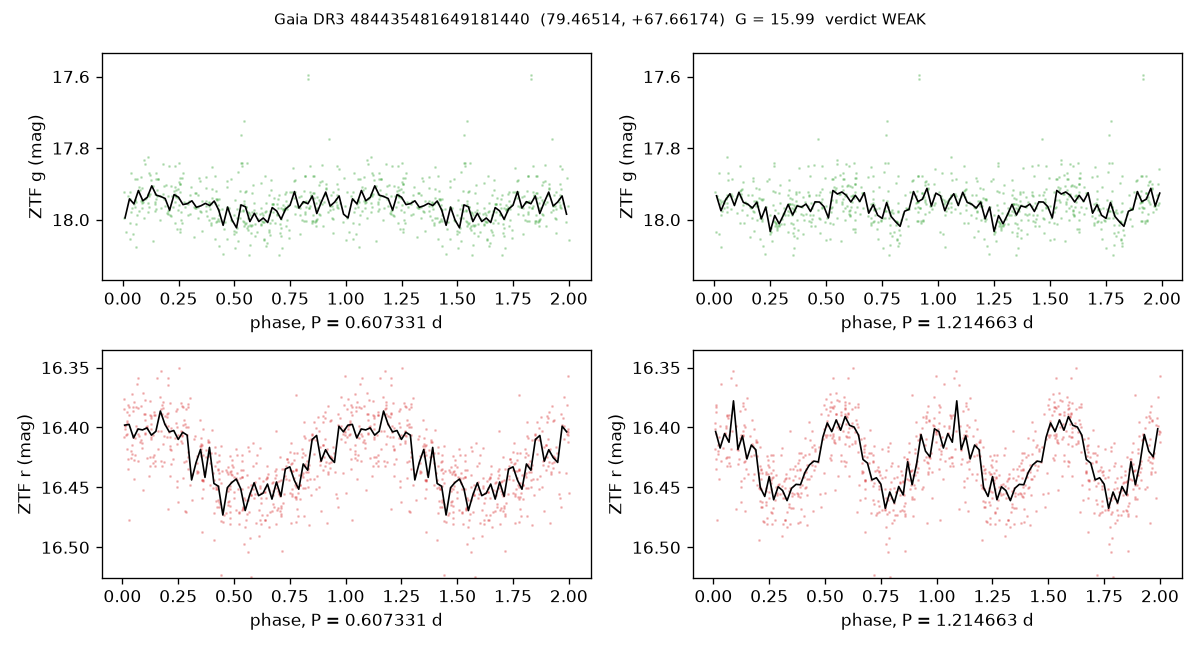 Gaia DR3 484435481649181440 (79.46514, +67.66174) G = 15.99 verdict WEAK
ZTF g (mag)
17.6
17.8
18.0
0.00 0.25 0.50 0.75 1.00 1.25 1.50 1.75 2.00
phase, P = 0.607331 d
ZTF g (mag)
17.6
17.8
18.0
0.00 0.25 0.50 0.75 1.00 1.25 1.50 1.75 2.00
phase, P = 1.214663 d
ZTF r (mag)
16.35
16.40
16.45
16.50
0.00 0.25 0.50 0.75 1.00 1.25 1.50 1.75 2.00
phase, P = 0.607331 d
ZTF r (mag)
16.35
16.40
16.45
16.50
0.00 0.25 0.50 0.75 1.00 1.25 1.50 1.75 2.00
phase, P = 1.214663 d